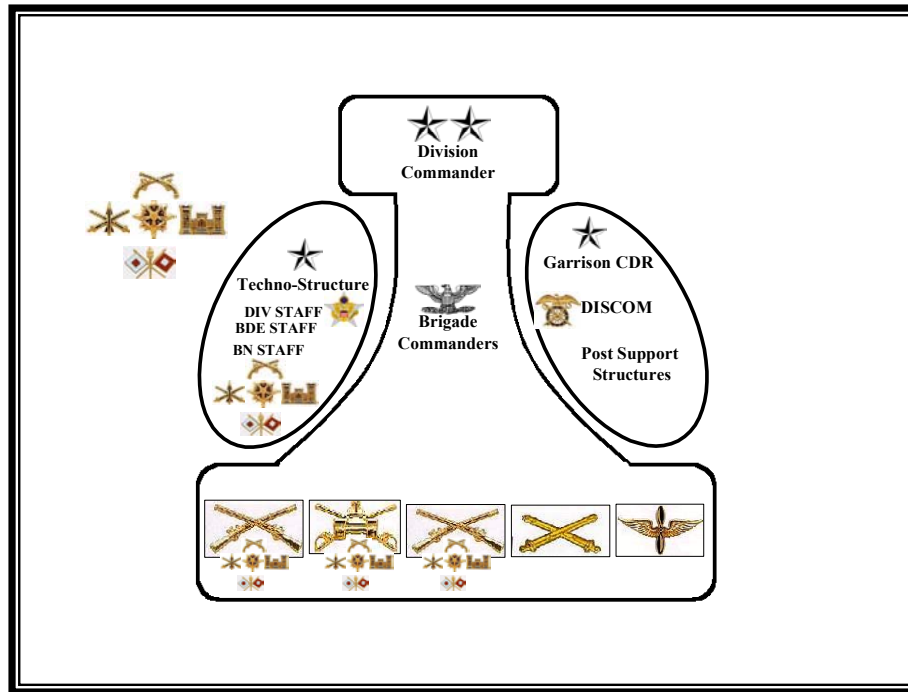 Division
Commander
Techno-Structure
DIV STAFF
BDE STAFF
BN STAFF
Brigade
Commanders
Garrison CDR
DISCOM
Post Support
Structures